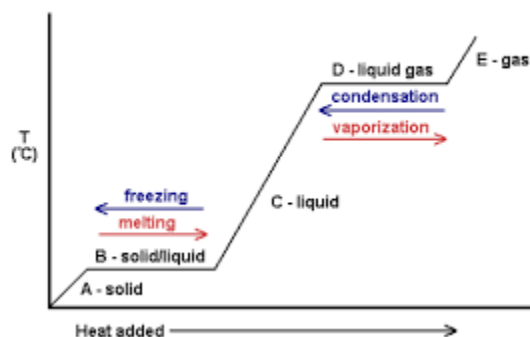 D - liquid gas
E - gas
condensation
vaporization
T
(°C)
freezing
melting
C - liquid
B - solid/liquid
A - solid
Heat added